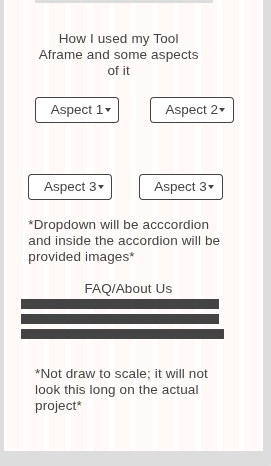 How I used my Tool
Aframe and some aspects
of it
Aspect 1 Aspect 2
Aspect 3 Aspect 3
*Dropdown will be acccordion
and inside the accordion will be
provided images*
FAQ/About Us
*Not draw to scale; it will not
look this long on the actual
project*